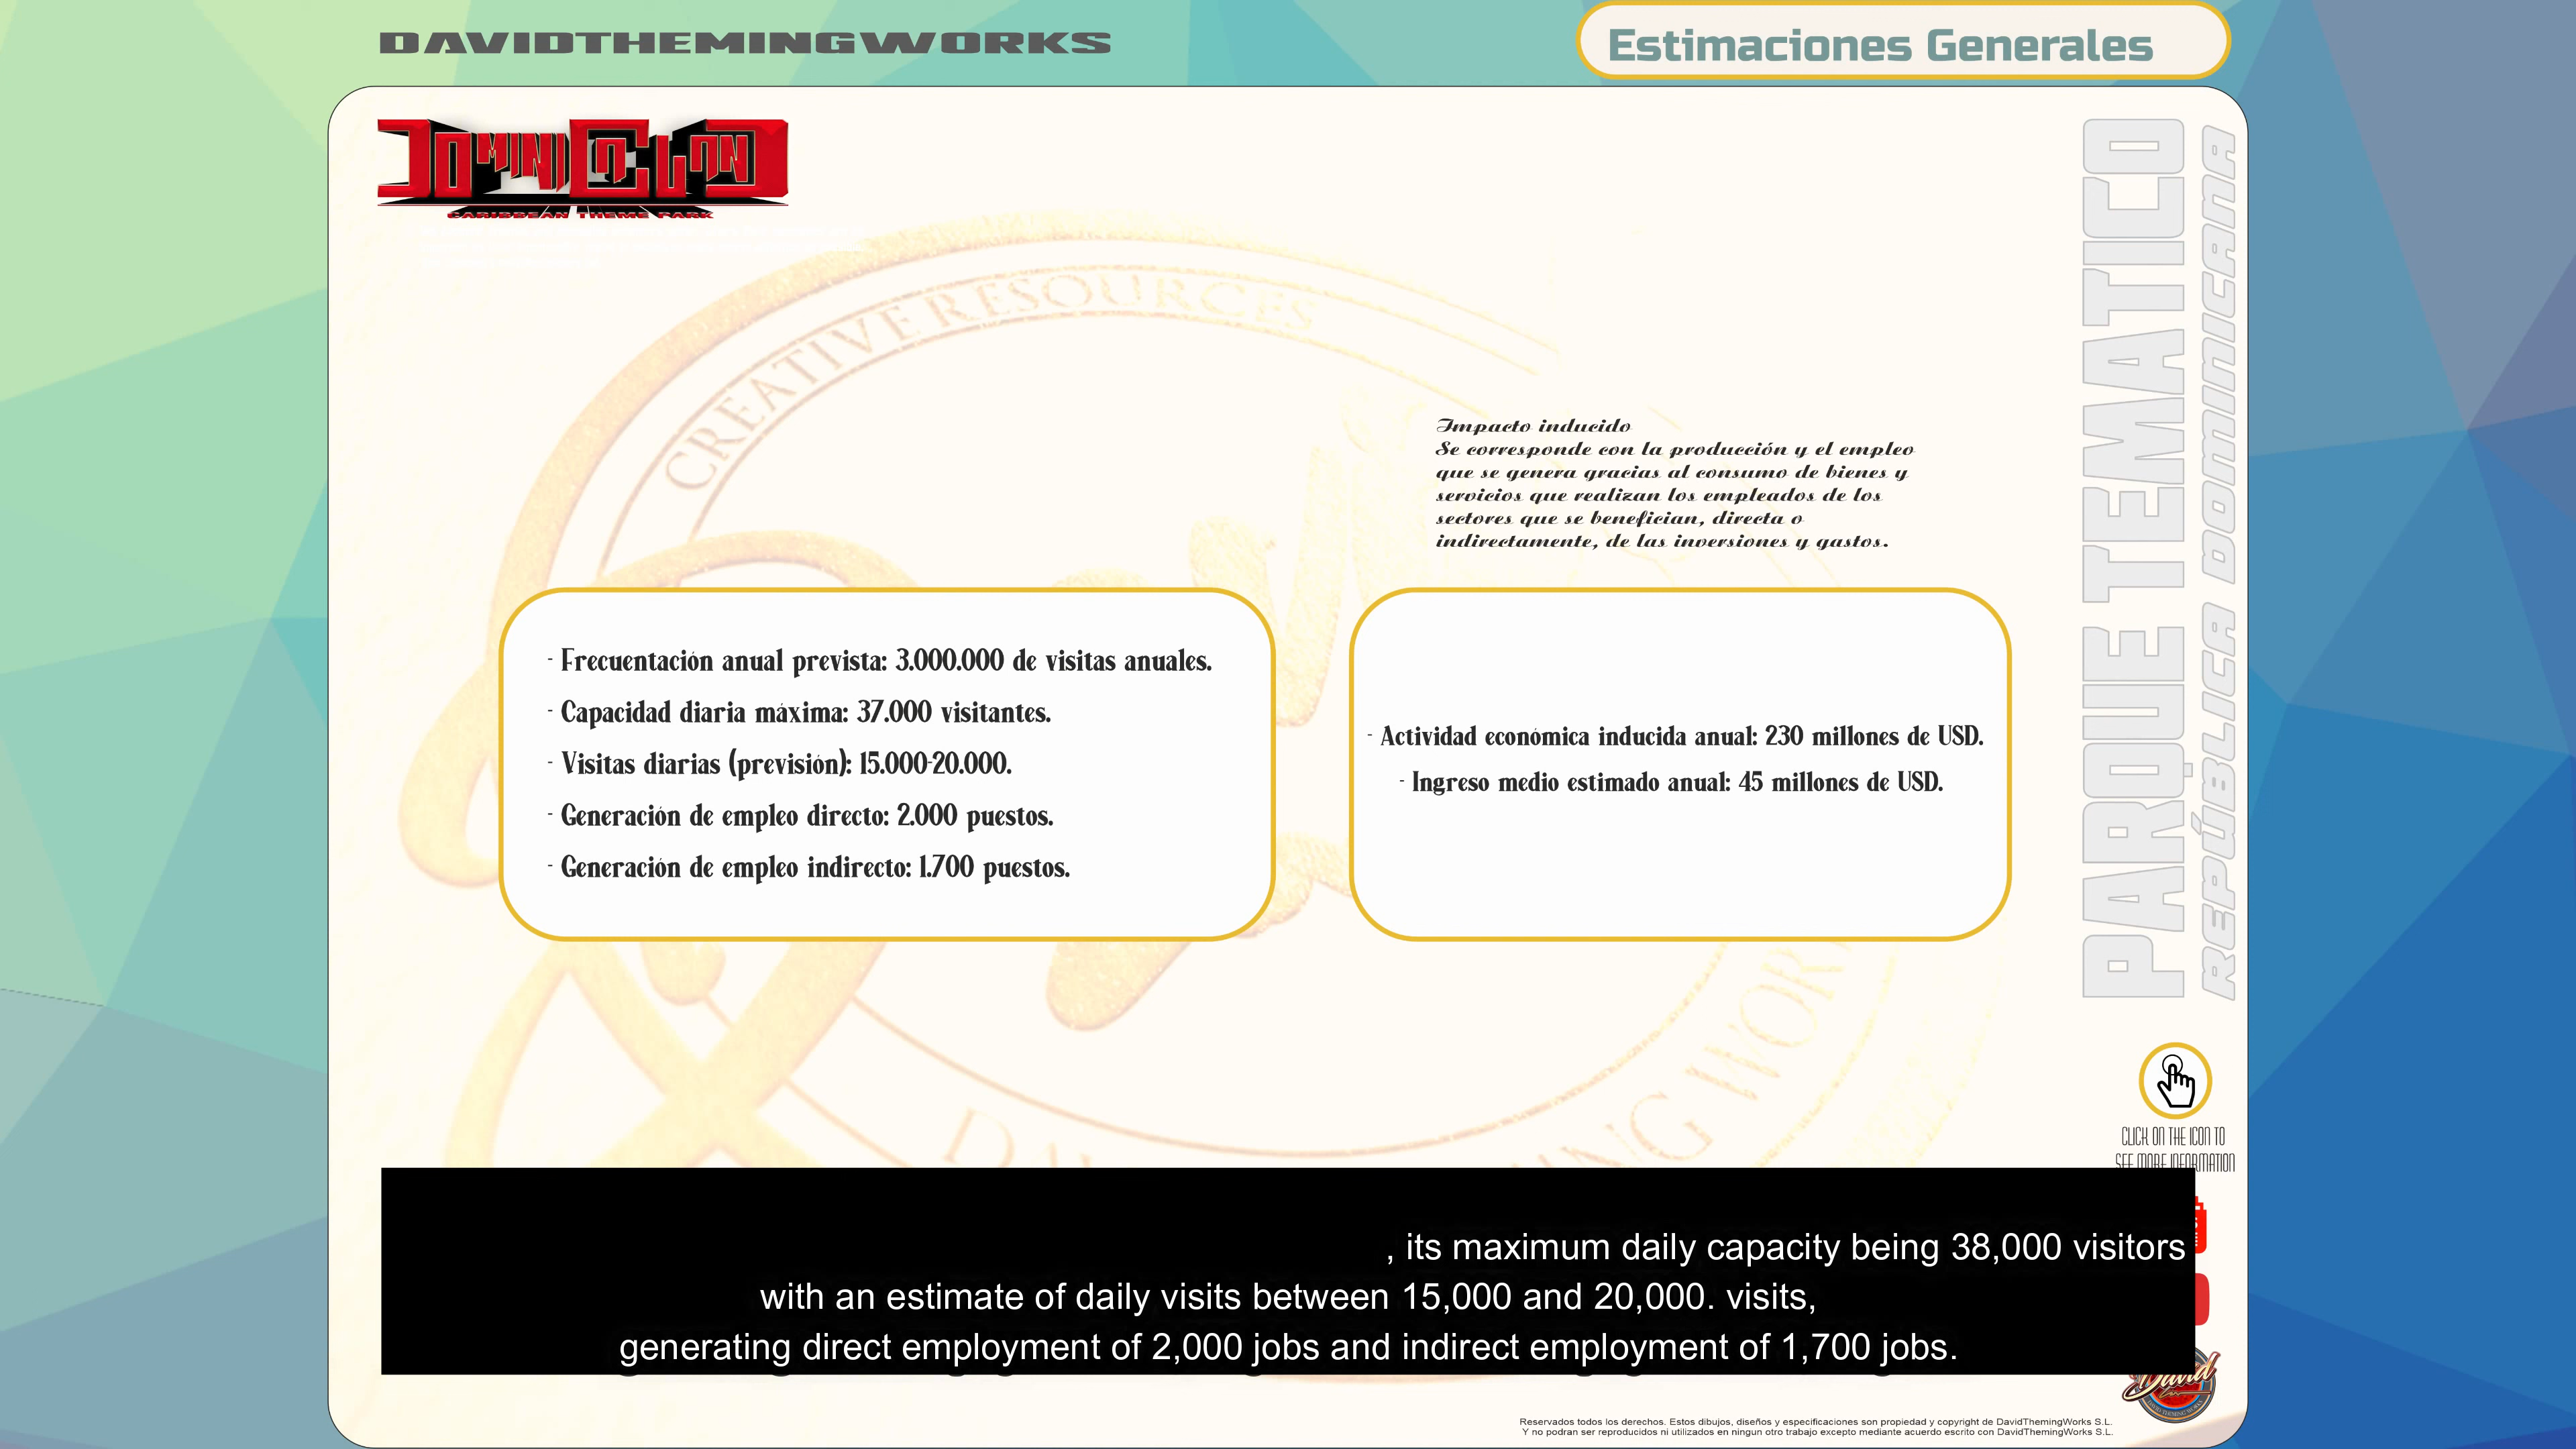 DAVIDTHEMINGWORKS
Estimaciones Generales
CARIBBEAN THEME PARK
CREATIVE RESOURCES
PARQUE TEMATICO
REPÚBLICA DOMINICANA
Impacto inducido
Se corresponde con la producción y el empleo
que se genera gracias al consumo de bienes y
servicios que realizan los empleados de los
sectores que se benefician, directa o
indirectamente, de las inversiones y gastos.
- Frecuentación anual prevista: 3.000.000 de visitas anuales.
- Capacidad diaria máxima: 37.000 visitantes.
- Visitas diarias (previsión): 15.000-20.000.
- Generación de empleo directo: 2.000 puestos.
- Generación de empleo indirecto: 1.700 puestos.
- Actividad económica inducida anual: 230 millones de USD.
- Ingreso medio estimado anual: 45 millones de USD.
CLICK ON THE ICON TO
SEE MORE INFORMATION
, its maximum daily capacity being 38,000 visitors
with an estimate of daily visits between 15,000 and 20,000. visits,
generating direct employment of 2,000 jobs and indirect employment of 1,700 jobs.
David
Reservados todos los derechos. Estos dibujos, diseños y especificaciones son propiedad y copyright de DavidThemingWorks S.L.
Y no podran ser reproducidos ni utilizados en ningun otro trabajo excepto mediante acuerdo escrito con DavidThemingWorks S.L.